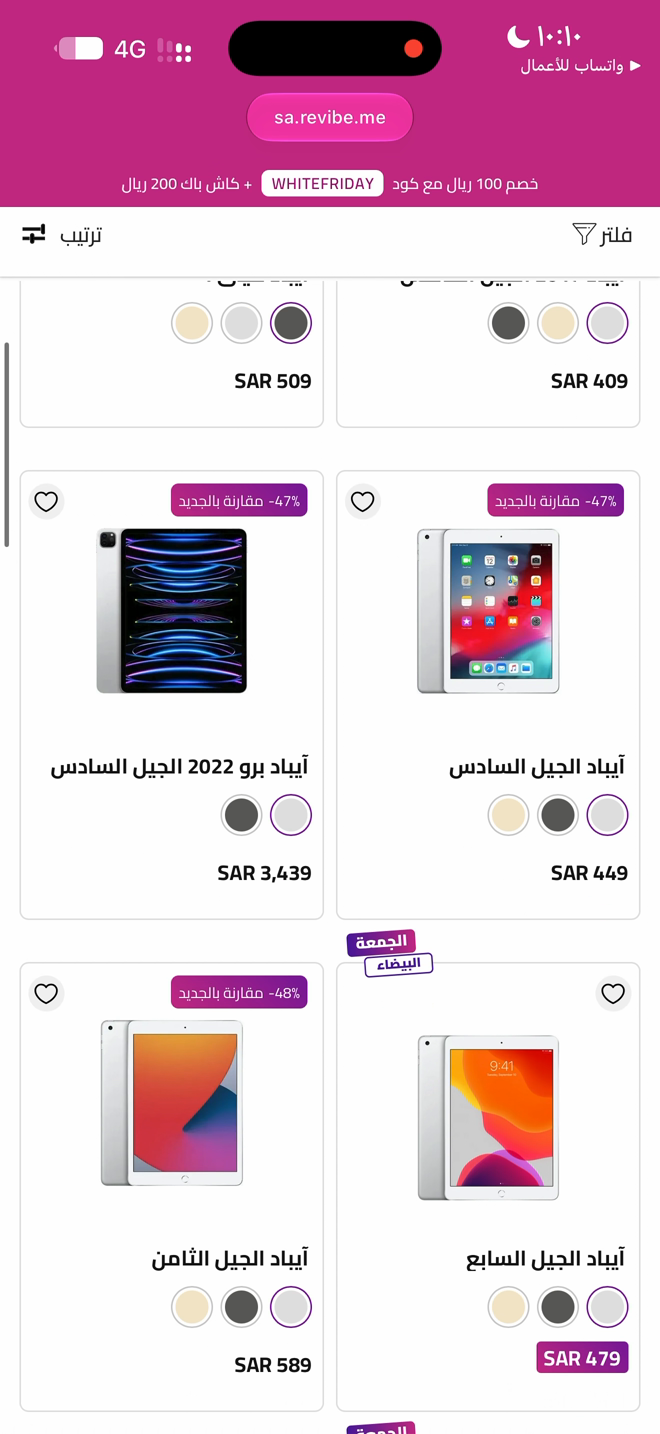 ١٠:١٠
4G
◀ واتساب للأعمال
sa.revibe.me
خصم 100 ريال مع كود WHITEFRIDAY + كاش باك 200 ريال
فلتر
ترتيب
SAR 409
SAR 509
-47% مقارنة بالجديد
آيباد الجيل السادس
SAR 449
-47% مقارنة بالجديد
آيباد برو 2022 الجيل السادس
SAR 3,439
الجمعة
البيضاء
9:41
آيباد الجيل السابع
SAR 479
-48% مقارنة بالجديد
آيباد الجيل الثامن
SAR 589
الجمعة